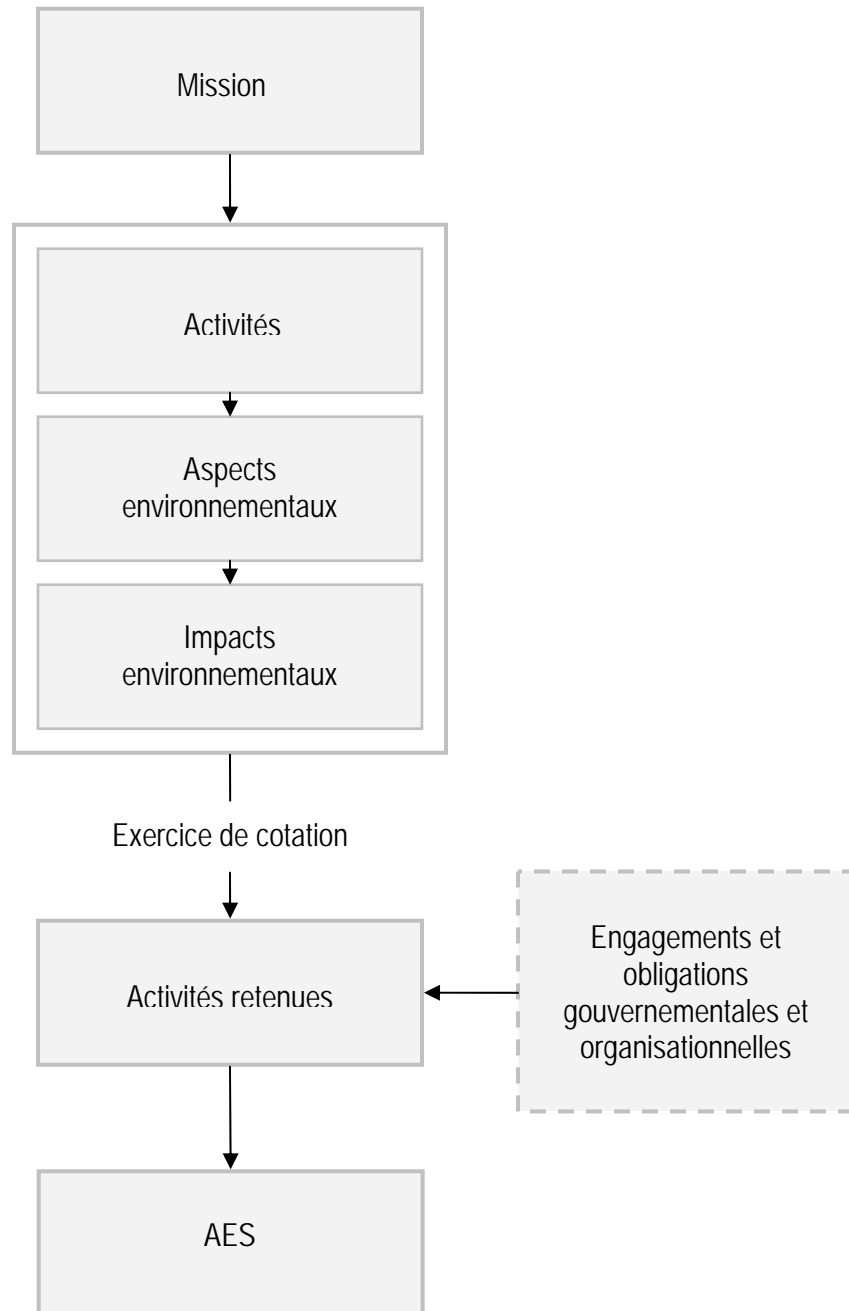 Mission
Activités
Aspects
environnementaux
Impacts
environnementaux
Exercice de cotation
Activités retenues
Engagements et
obligations
gouvernementales et
organisationnelles
AES